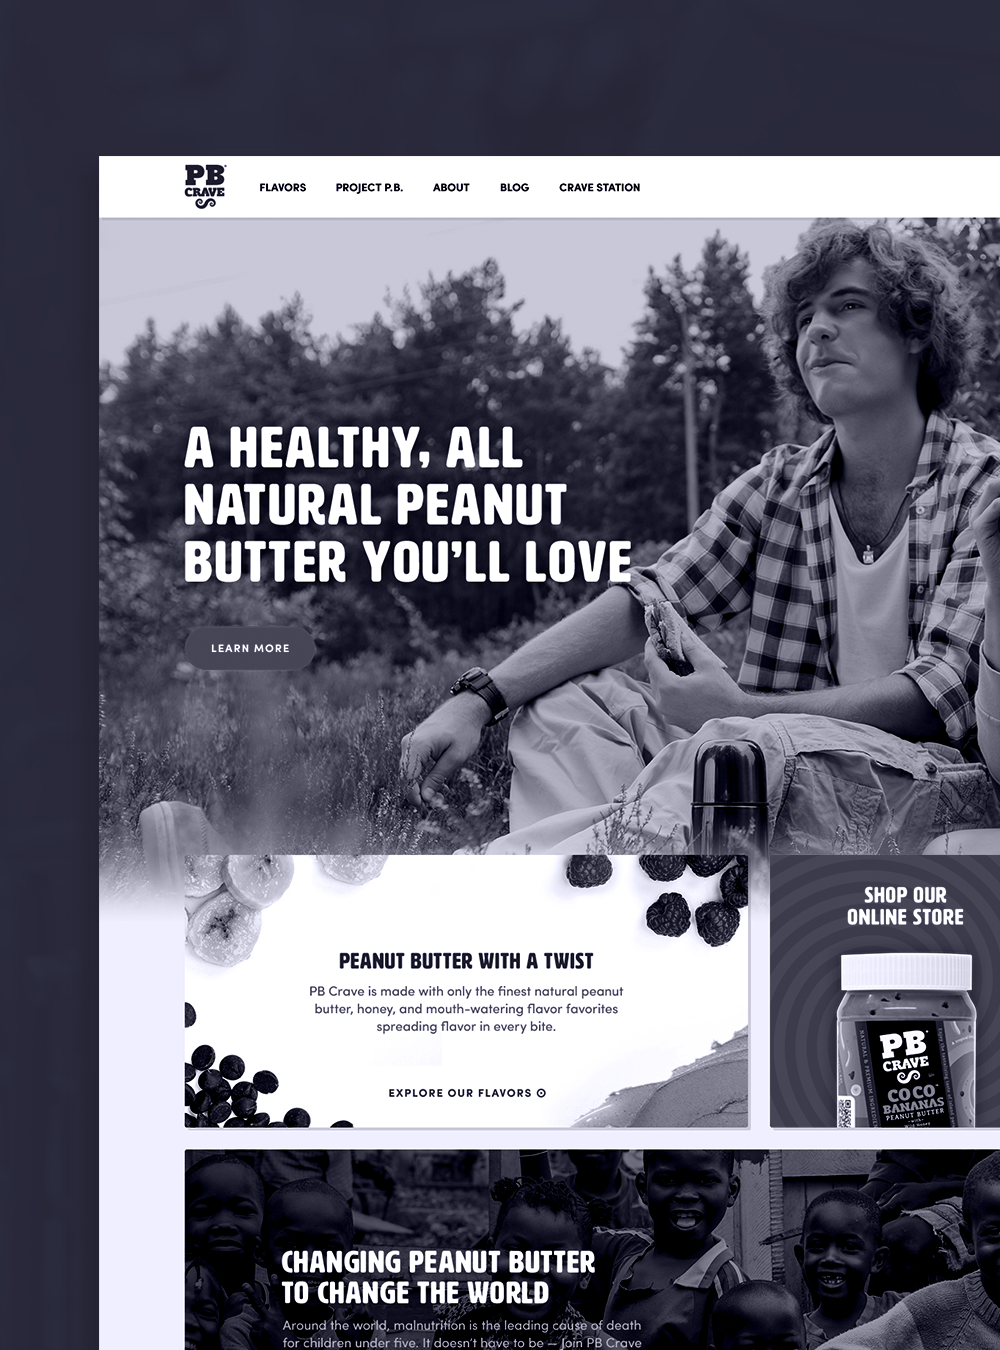 PB
CRAVE
FLAVORS
PROJECT P.B.
ABOUT
BLOG
CRAVE STATION
A HEALTHY, ALL
NATURAL PEANUT
BUTTER YOU'LL LOVE
LEARN MORE
PEANUT BUTTER WITH A TWIST
PB Crave is made with only the finest natural peanut
butter, honey, and mouth-watering flavor favorites
spreading flavor in every bite.
EXPLORE OUR FLAVORS
SHOP OUR
ONLINE STORE
PB
CRAVE
COCO
BANANAS
PEANUT BUTTER
CHANGING PEANUT BUTTER
TO CHANGE THE WORLD
Around the world, malnutrition is the leading cause of death
for children under five. It doesn't have to be — Join PB Crave